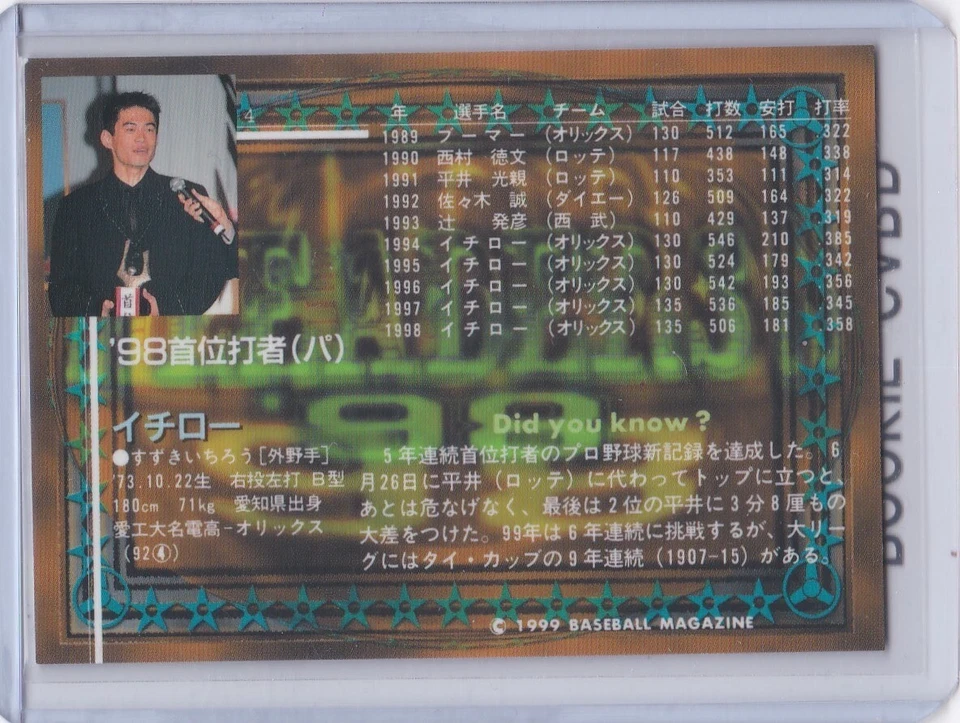 4
年 選手名 チーム 試合 打数 安打 打率
1989 ブーマー (オリックス) 130 512 165 .322
1990 西村 徳文 (ロッテ) 117 438 148 .338
1991 平井 光親 (ロッテ) 110 353 111 .314
1992 佐々木 誠 (ダイエー) 126 509 164 .322
1993 辻 発彦 (西 武) 110 429 137 .319
1994 イチロー (オリックス) 130 546 210 .385
1995 イチロー (オリックス) 130 524 179 .342
1996 イチロー (オリックス) 130 542 193 .356
1997 イチロー (オリックス) 135 536 185 .345
1998 イチロー (オリックス) 135 506 181 .358
首
'98首位打者(パ)
LEADERS
'98
イチロー
●すずきいちろう[外野手]
'73.10.22生 右投左打 B型
180cm 71kg 愛知県出身
愛工大名電高-オリックス
(92④)
Did you know?
5年連続首位打者のプロ野球新記録を達成した。6
月26日に平井(ロッテ)に代わってトップに立つと、
あとは危なげなく、最後は2位の平井に3分8厘もの
大差をつけた。99年は6年連続に挑戦するが、大リー
グにはタイ・カッブの9年連続(1907-15)がある。
© 1999 BASEBALL MAGAZINE